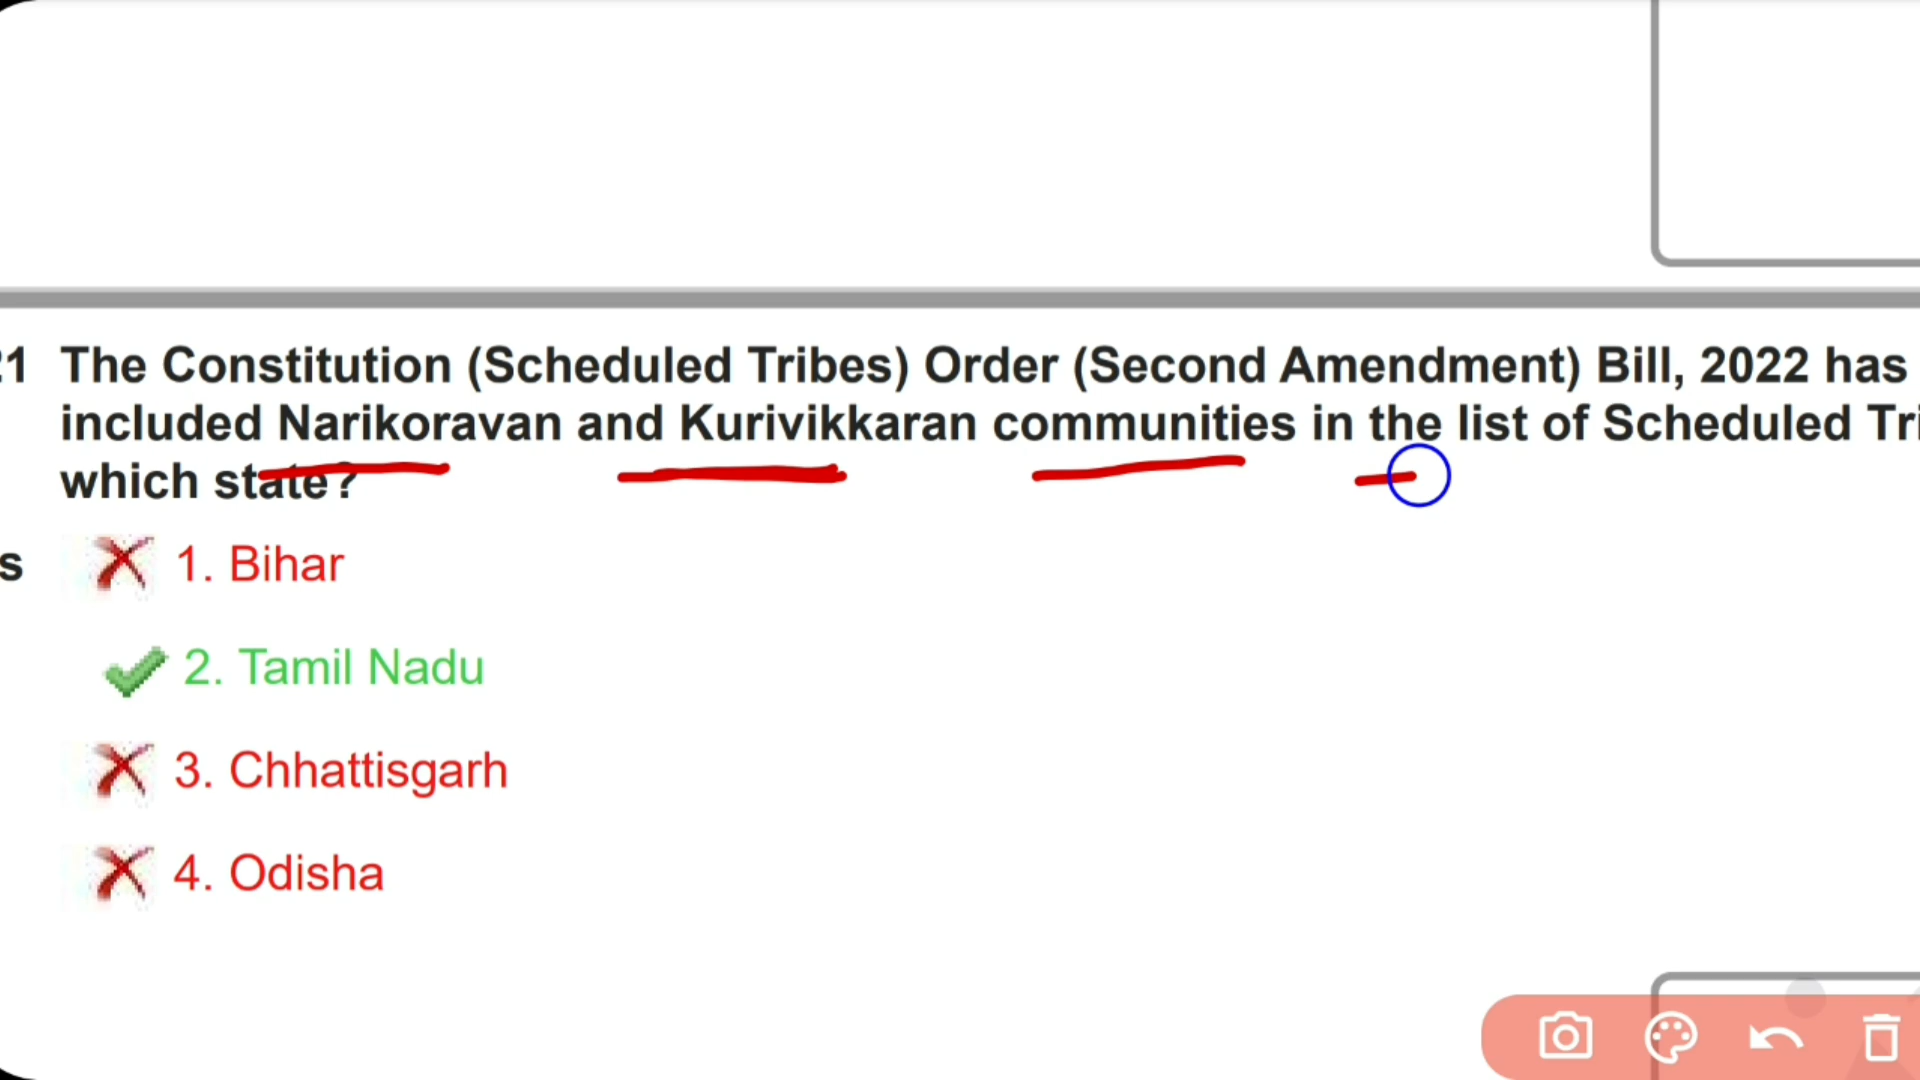 21 The Constitution (Scheduled Tribes) Order (Second Amendment) Bill, 2022 has
included Narikoravan and Kurivikkaran communities in the list of Scheduled Tri
which state?
s 1. Bihar
2. Tamil Nadu
3. Chhattisgarh
4. Odisha